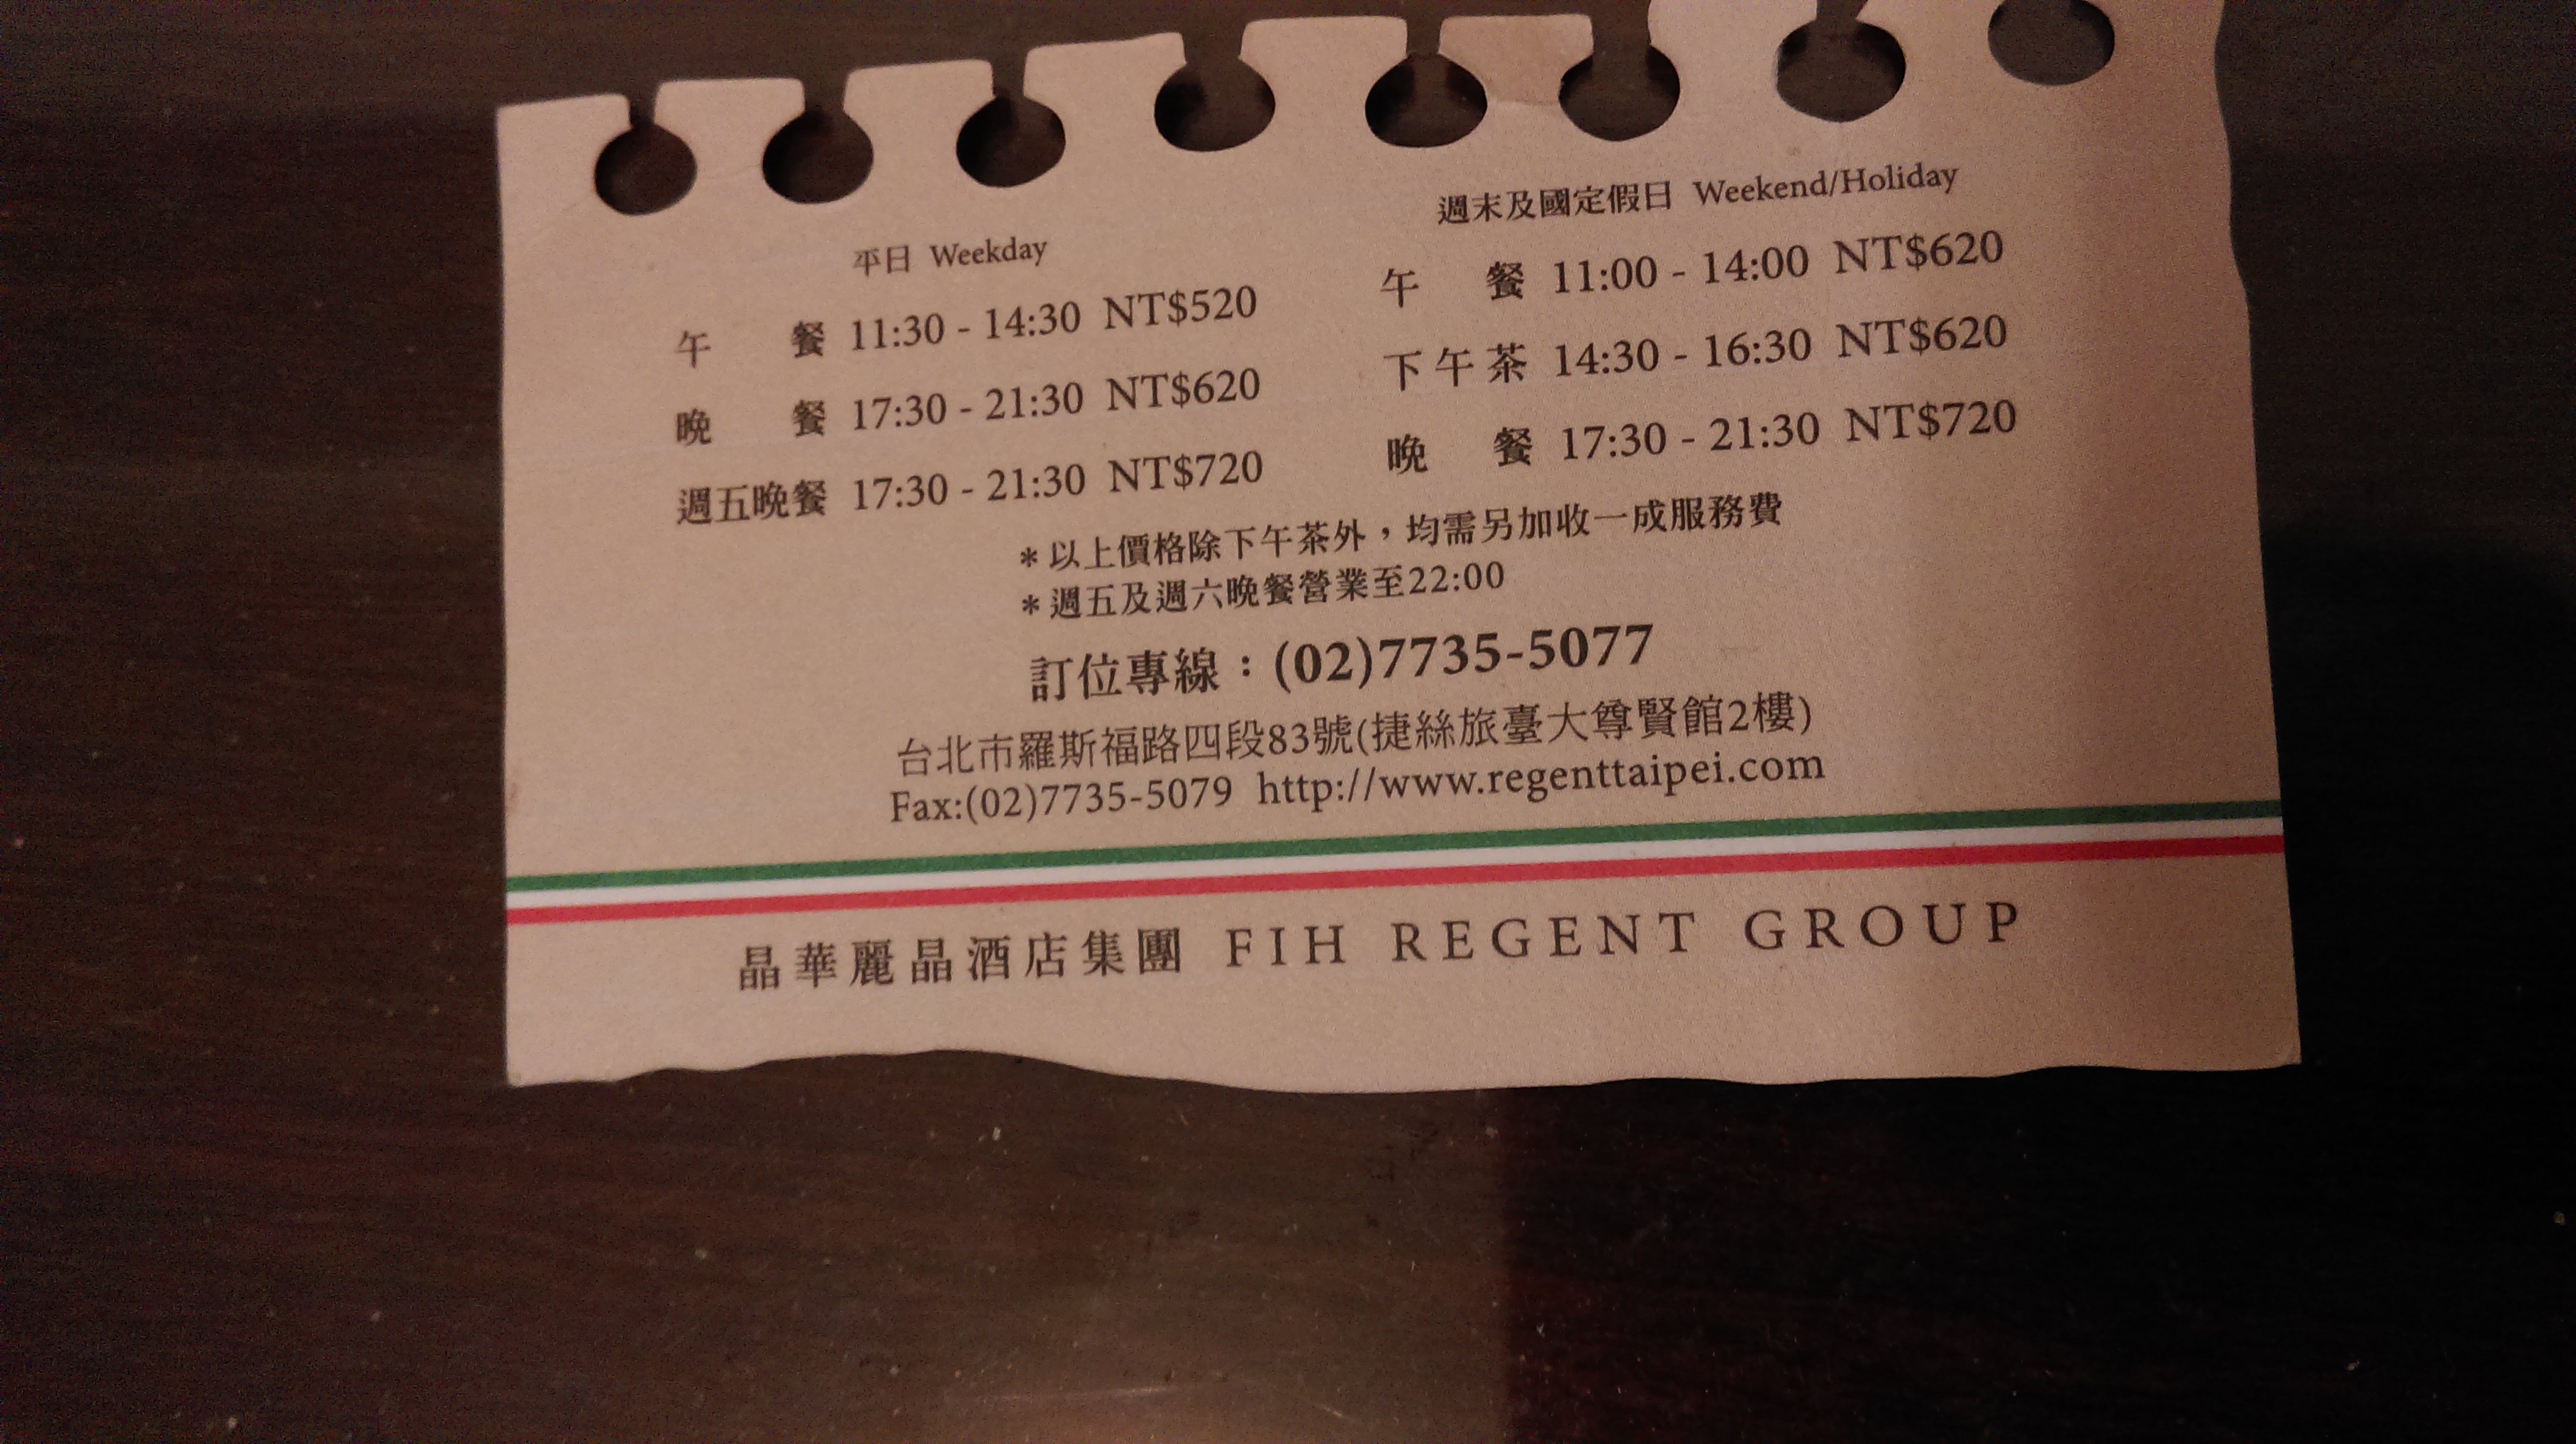 平日 Weekday
午 餐 11:30 - 14:30 NT$520
晚 餐 17:30 - 21:30 NT$620
週五晚餐 17:30 - 21:30 NT$720
週末及國定假日 Weekend/Holiday
午 餐 11:00 - 14:00 NT$620
下午茶 14:30 - 16:30 NT$620
晚 餐 17:30 - 21:30 NT$720
*以上價格除下午茶外，均需另加收一成服務費
*週五及週六晚餐營業至22:00
訂位專線：(02)7735-5077
台北市羅斯福路四段83號(捷絲旅臺大尊賢館2樓)
Fax:(02)7735-5079 http://www.regenttaipei.com
晶華麗晶酒店集團 FIH REGENT GROUP